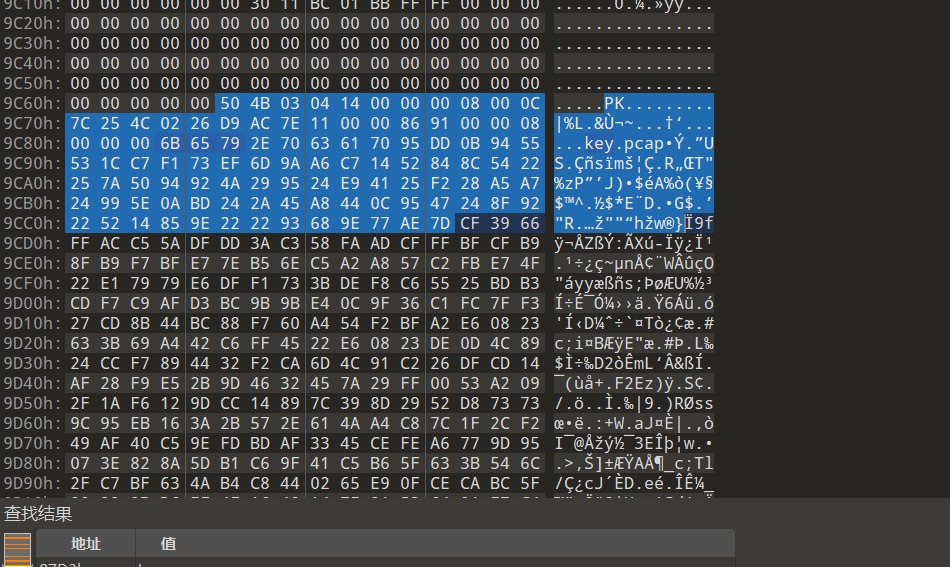 9C10h: 00 00 00 00 00 00 30 11 BC 01 BB FF FF 00 00 00 ......0.¼.»ÿÿ...
9C20h: 00 00 00 00 00 00 00 00 00 00 00 00 00 00 00 00 ................
9C30h: 00 00 00 00 00 00 00 00 00 00 00 00 00 00 00 00 ................
9C40h: 00 00 00 00 00 00 00 00 00 00 00 00 00 00 00 00 ................
9C50h: 00 00 00 00 00 00 00 00 00 00 00 00 00 00 00 00 ................
9C60h: 00 00 00 00 00 50 4B 03 04 14 00 00 00 08 00 0C .....PK.........
9C70h: 7C 25 4C 02 26 D9 AC 7E 11 00 00 86 91 00 00 08 |%L.&Ù¬~...†‘...
9C80h: 00 00 00 6B 65 79 2E 70 63 61 70 95 DD 0B 94 55 ...key.pcap•Ý.”U
9C90h: 53 1C C7 F1 73 EF 6D 9A A6 C7 14 52 84 8C 54 22 S.Çñsïmš¦Ç.R„ŒT"
9CA0h: 25 7A 50 94 92 4A 29 95 24 E9 41 25 F2 28 A5 A7 %zP”’J)•$éA%ò(¥§
9CB0h: 24 99 5E 0A BD 24 2A 45 A8 44 0C 95 47 24 8F 92 $™^.½$*E¨D.•G$.’
9CC0h: 22 52 14 85 9E 22 22 93 68 9E 77 AE 7D CF 39 66 "R.…ž""“hžw®}Ï9f
9CD0h: FF AC C5 5A DF DD 3A C3 58 FA AD CF FF BF CF B9 ÿ¬ÅZßÝ:ÃXú-Ïÿ¿Ï¹
9CE0h: 8F B9 F7 BF E7 7E B5 6E C5 A2 A8 57 C2 FB E7 4F .¹÷¿ç~µnÅ¢¨WÂûçO
9CF0h: 22 E1 79 79 E6 DF F1 73 3B DE F8 C6 55 25 BD B3 "áyyæßñs;ÞøÆU%½³
9D00h: CD F7 C9 AF D3 BC 9B 9B E4 0C 9F 36 C1 FC 7F F3 Í÷É¯Ó¼››ä.Ÿ6Áü.ó
9D10h: 27 CD 8B 44 BC 88 F7 60 A4 54 F2 BF A2 E6 08 23 'Í‹D¼ˆ÷`¤Tò¿¢æ.#
9D20h: 63 3B 69 A4 42 C6 FF 45 22 E6 08 23 DE 0D 4C 89 c;i¤BÆÿE"æ.#Þ.L‰
9D30h: 24 CC F7 89 44 32 F2 CA 6D 4C 91 C2 26 DF CD 14 $Ì÷‰D2òÊmL‘Â&ßÍ.
9D40h: AF 28 F9 E5 2B 9D 46 32 45 7A 29 FF 00 53 A2 09 ¯(ùå+.F2Ez)ÿ.S¢.
9D50h: 2F 1A F6 12 9D CC 14 89 7C 39 8D 29 52 D8 73 73 /.ö..Ì.‰|9.)RØss
9D60h: 9C 95 EB 16 3A 2B 57 2E 61 4A A4 C8 7C 1F 2C F2 œ•ë.:+W.aJ¤È|.,ò
9D70h: 49 AF 40 C5 9E FD BD AF 33 45 CE FE A6 77 9D 95 I¯@Åžý½¯3EÎþ¦w.•
9D80h: 07 3E 82 8A 5D B1 C6 9F 41 C5 B6 5F 63 3B 54 6C .>‚Š]±ÆŸAÅ¶_c;Tl
9D90h: 2F C7 BF 63 4A B4 C8 44 02 65 E9 0F CE CA BC 5F /Ç¿cJ´ÈD.eé.ÎÊ¼_
查找结果
地址 值